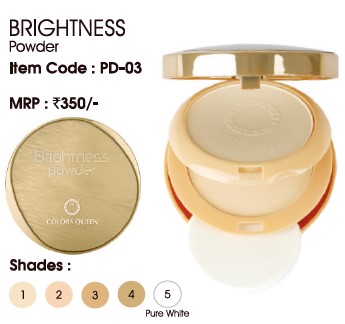 BRIGHTNESS
Powder
Item Code : PD-03
MRP : ₹350/-
Brightness
powder
COLORS QUEEN
Shades :
1 2 3 4 5
Pure White